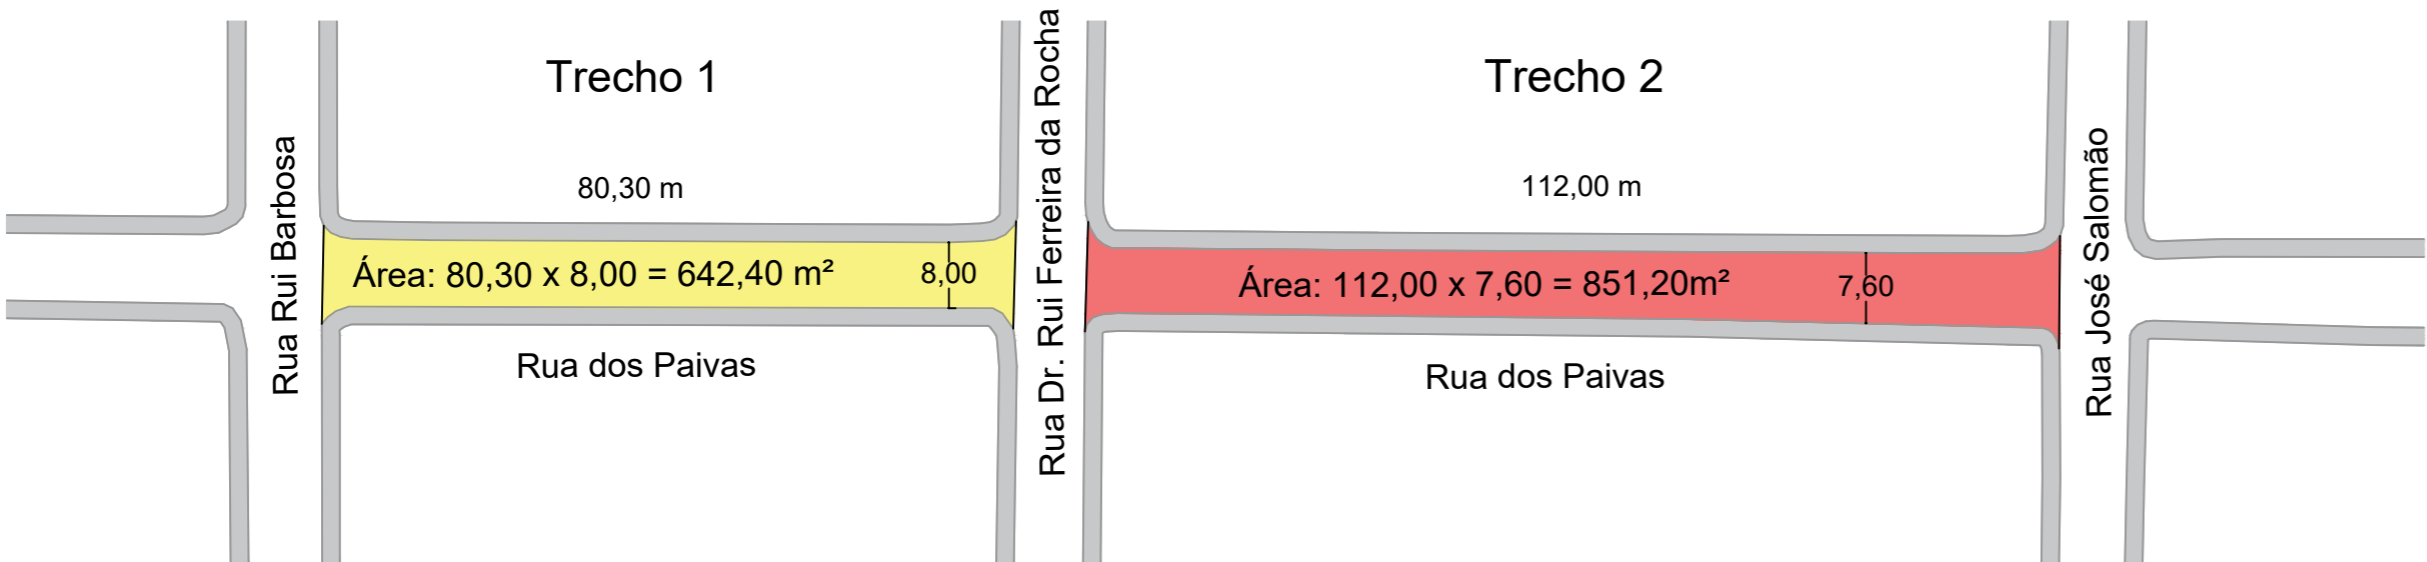 Trecho 1
Trecho 2
80,30 m
112,00 m
Rua Rui Barbosa
Área: 80,30 x 8,00 = 642,40 m²
8,00
Rua Dr. Rui Ferreira da Rocha
Área: 112,00 x 7,60 = 851,20m²
7,60
Rua José Salomão
Rua dos Paivas
Rua dos Paivas